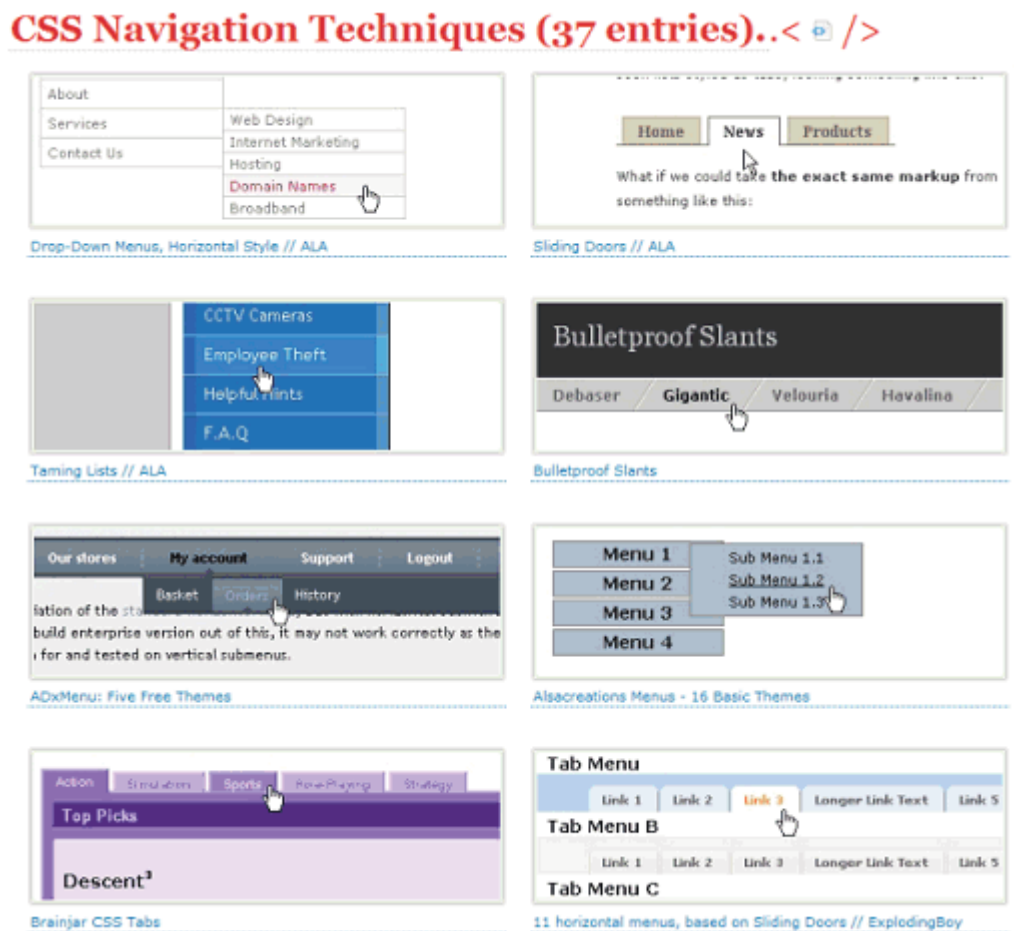 CSS Navigation Techniques (37 entries)..< />
About
Services
Contact Us
Web Design
Internet Marketing
Hosting
Domain Names
Broadband
Drop-Down Menus, Horizontal Style // ALA
Home News Products
What if we could take the exact same markup from
something like this:
Sliding Doors // ALA
CCTV Cameras
Employee Theft
Helpful Hints
F.A.Q
Taming Lists // ALA
Bulletproof Slants
Debaser Gigantic Velouria Havalina
Bulletproof Slants
Our stores My account Support Logout
Basket Orders History
iation of the
build enterprise version out of this, it may not work correctly as the
for and tested on vertical submenus.
ADxMenu: Five Free Themes
Menu 1
Menu 2
Menu 3
Menu 4
Sub Menu 1.1
Sub Menu 1.2
Sub Menu 1.3
Alsacreations Menus - 16 Basic Themes
Action Simulation Sports Role-Playing Strategy
Top Picks
Descent³
Brainjar CSS Tabs
Tab Menu
Link 1 Link 2 Link 3 Longer Link Text Link 5
Tab Menu B
Link 1 Link 2 Link 3 Longer Link Text Link 5
Tab Menu C
11 horizontal menus, based on Sliding Doors // ExplodingBoy